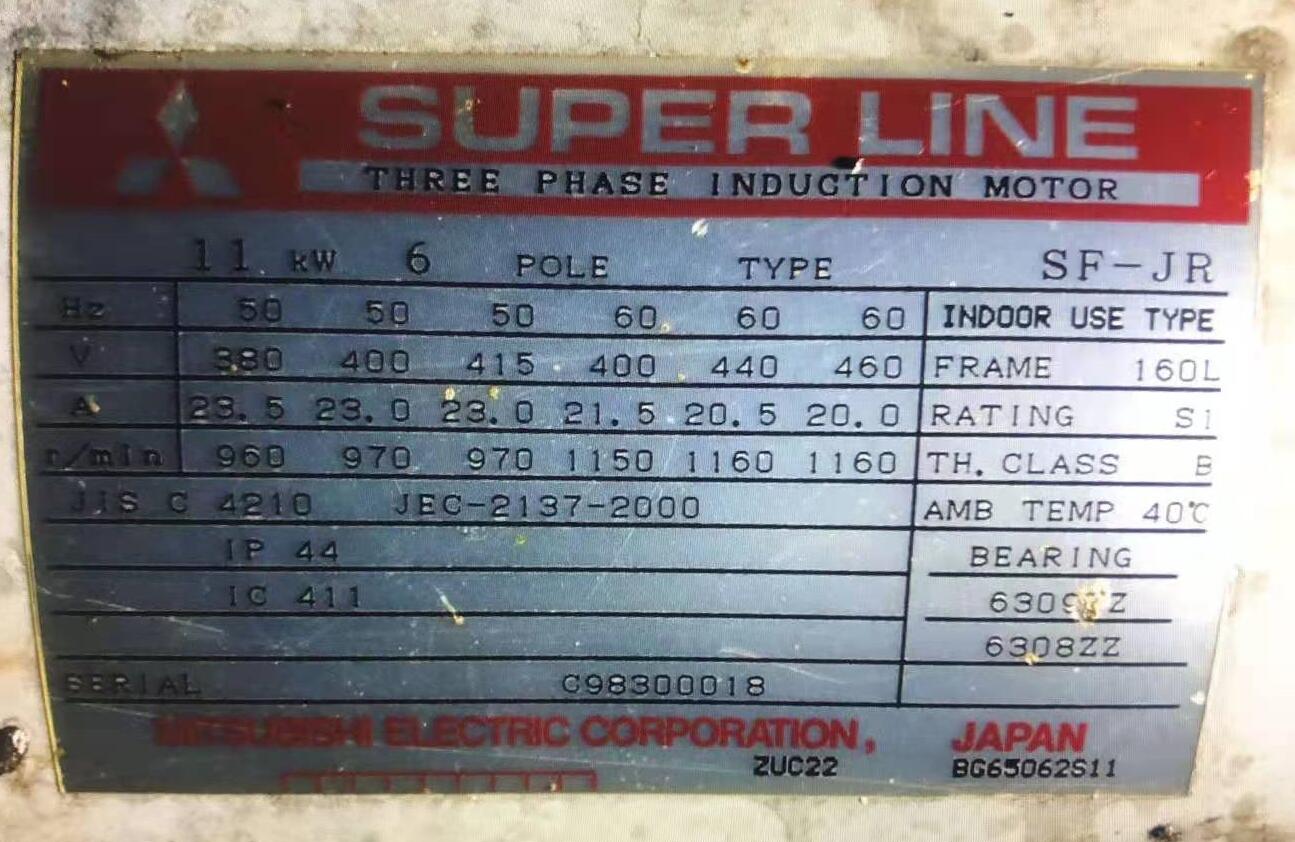 SUPER LINE
THREE PHASE INDUCTION MOTOR
11 kW 6 POLE TYPE SF-JR
Hz 50 50 50 60 60 60 INDOOR USE TYPE
V 380 400 415 400 440 460 FRAME 160L
A 23.5 23.0 23.0 21.5 20.5 20.0 RATING S1
r/min 960 970 970 1150 1160 1160 TH. CLASS B
JIS C 4210 JEC-2137-2000 AMB TEMP 40℃
IP 44 BEARING
IC 411 6309ZZ
6308ZZ
SERIAL C98300018
MITSUBISHI ELECTRIC CORPORATION, JAPAN
ZUC22 BG65062S11